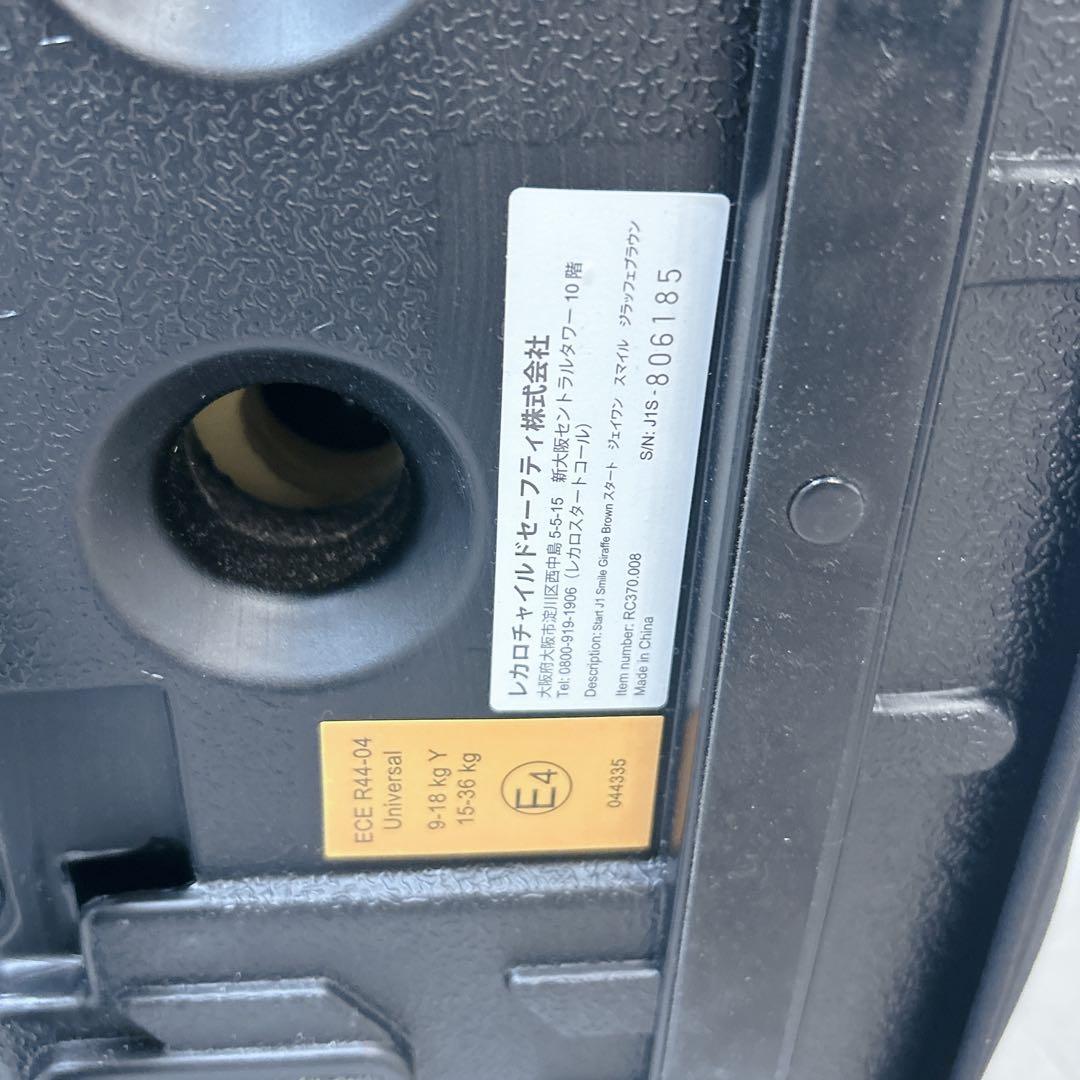 レカロチャイルドセーフティ株式会社
大阪府大阪市淀川区西中島 5-5-15 新大阪セントラルタワー 10 階
Tel: 0800-919-1906（レカロスタートコール）
Description: Start J1 Smile Giraffe Brown スタート ジェイワン スマイル ジラッフェブラウン
Item number: RC370.008
S/N: J1S - 806185
Made in China
ECE R44-04
Universal
9-18 kg Y
15-36 kg
E4
044335